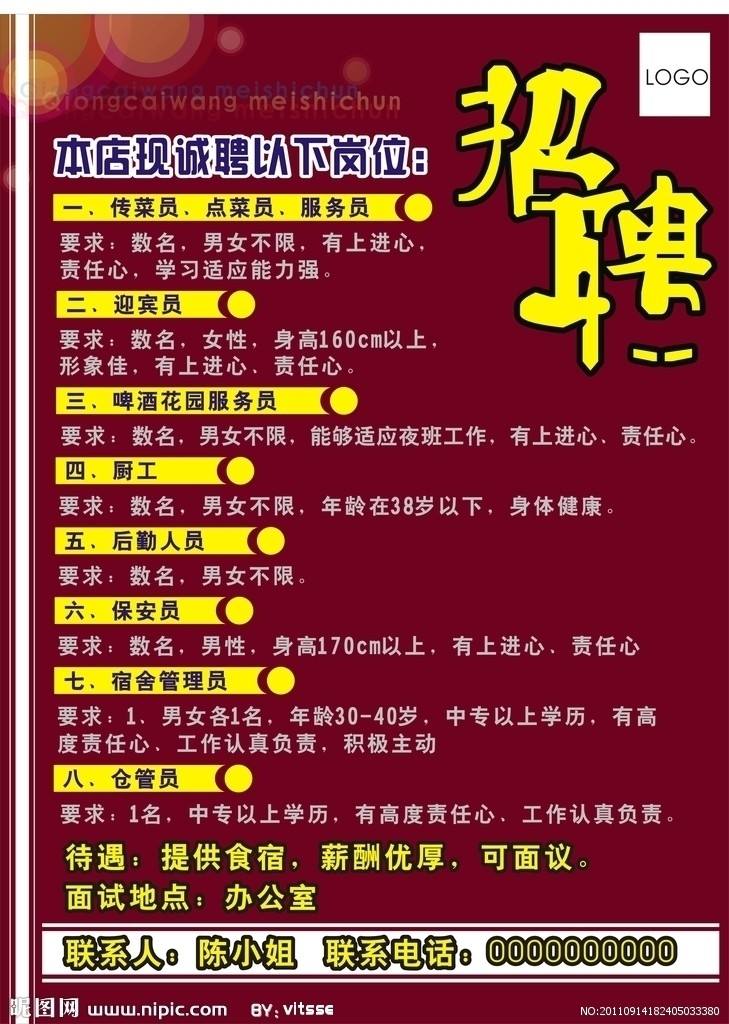 Qiongcaiwang meishichun
Qiongcaiwang meishichun
LOGO
招聘
本店现诚聘以下岗位：
一、传菜员、点菜员、服务员
要求：数名，男女不限，有上进心，
责任心，学习适应能力强。
二、迎宾员
要求：数名，女性，身高160cm以上，
形象佳，有上进心、责任心。
三、啤酒花园服务员
要求：数名，男女不限，能够适应夜班工作，有上进心、责任心。
四、厨工
要求：数名，男女不限，年龄在38岁以下，身体健康。
五、后勤人员
要求：数名，男女不限。
六、保安员
要求：数名，男性，身高170cm以上，有上进心、责任心
七、宿舍管理员
要求：1、男女各1名，年龄30-40岁，中专以上学历，有高
度责任心、工作认真负责，积极主动
八、仓管员
要求：1名，中专以上学历，有高度责任心、工作认真负责。
待遇：提供食宿，薪酬优厚，可面议。
面试地点：办公室
联系人：陈小姐 联系电话：0000000000
昵图网 www.nipic.com BY：vitsse NO:20110914182405033380